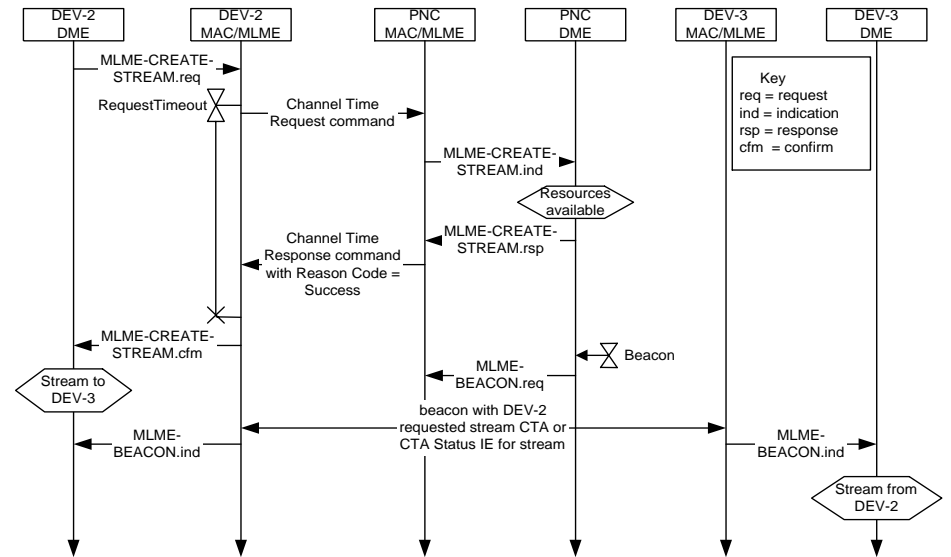 DEV-2
DME
DEV-2
MAC/MLME
PNC
MAC/MLME
PNC
DME
DEV-3
MAC/MLME
DEV-3
DME
MLME-CREATE-
STREAM.req
RequestTimeout
Channel Time
Request command
Key
req = request
ind = indication
rsp = response
cfm = confirm
MLME-CREATE-
STREAM.ind
Resources
available
MLME-CREATE-
STREAM.rsp
Channel Time
Response command
with Reason Code =
Success
MLME-CREATE-
STREAM.cfm
Beacon
MLME-
BEACON.req
Stream to
DEV-3
beacon with DEV-2
requested stream CTA or
CTA Status IE for stream
MLME-
BEACON.ind
MLME-
BEACON.ind
Stream from
DEV-2